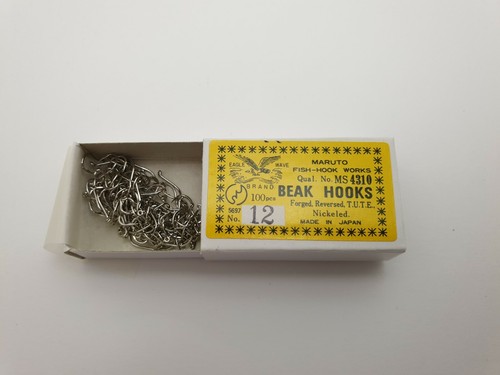 EAGLE WAVE
BRAND
100pcs
5697
No. 12
MARUTO
FISH-HOOK WORKS
Qual. No. MS 4310
BEAK HOOKS
Forged, Reversed, T.U.T.E.,
Nickeled.
MADE IN JAPAN